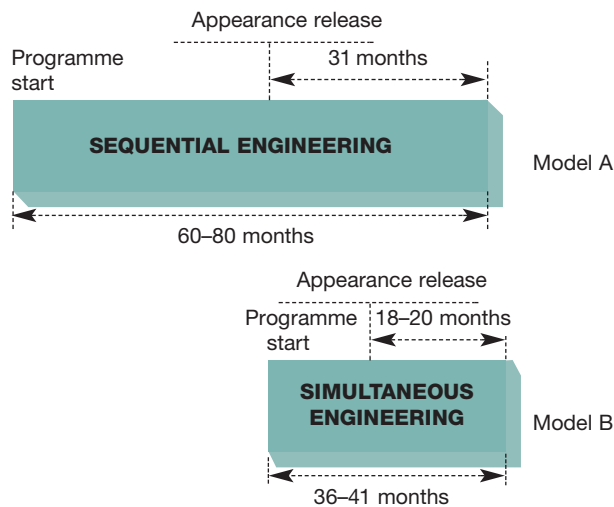 Appearance release
Programme
start
31 months
SEQUENTIAL ENGINEERING
Model A
60–80 months
Appearance release
Programme
start
18–20 months
SIMULTANEOUS
ENGINEERING
Model B
36–41 months